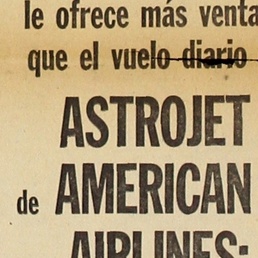 le ofrece más venta
que el vuelo diario
ASTROJET
de AMERICAN
AIRLINES: